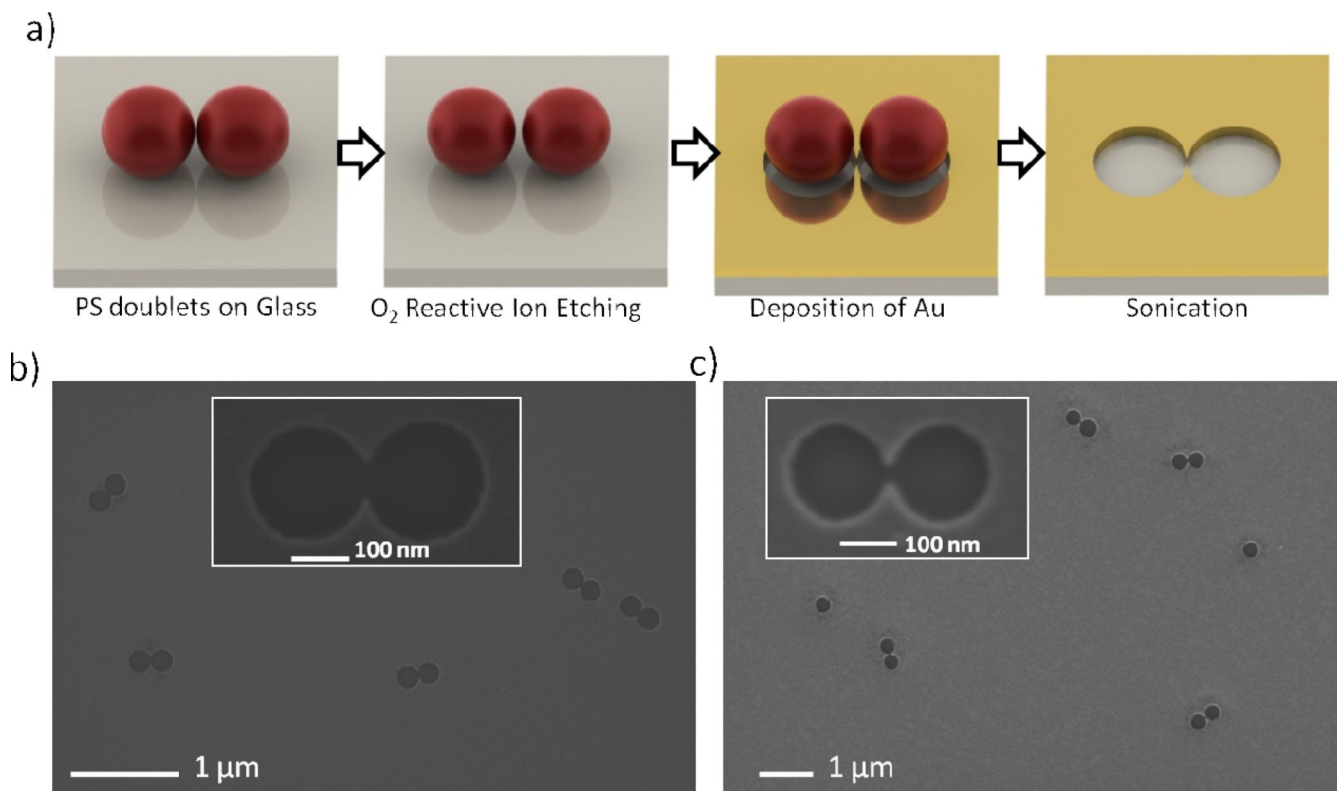 a)
PS doublets on Glass
O₂ Reactive Ion Etching
Deposition of Au
Sonication
b)
100 nm
1 μm
c)
100 nm
1 μm